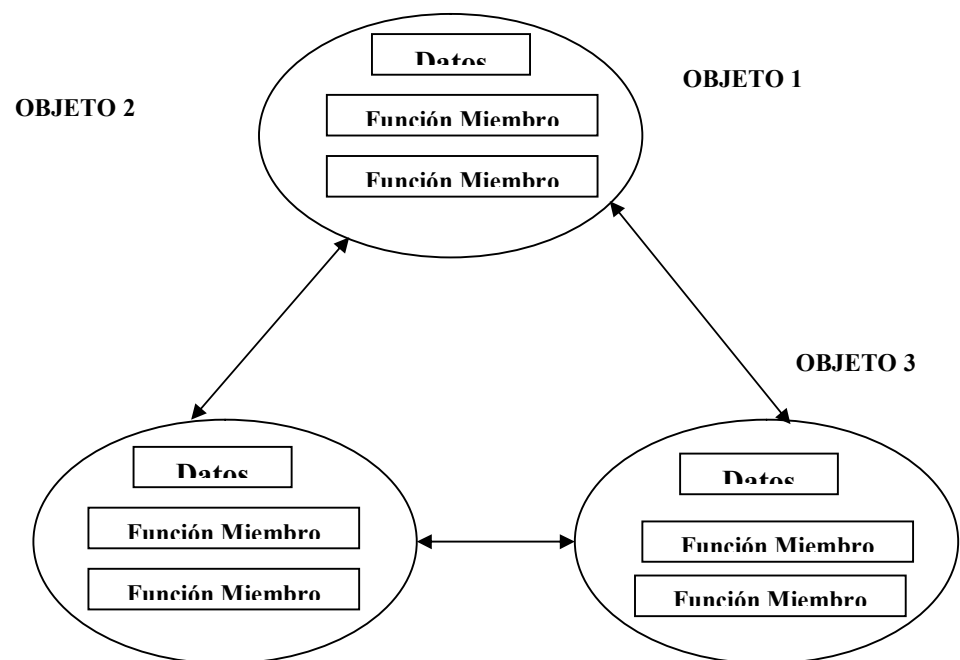 Datos
OBJETO 1
OBJETO 2
Función Miembro
Función Miembro
OBJETO 3
Datos
Función Miembro
Función Miembro
Datos
Función Miembro
Función Miembro